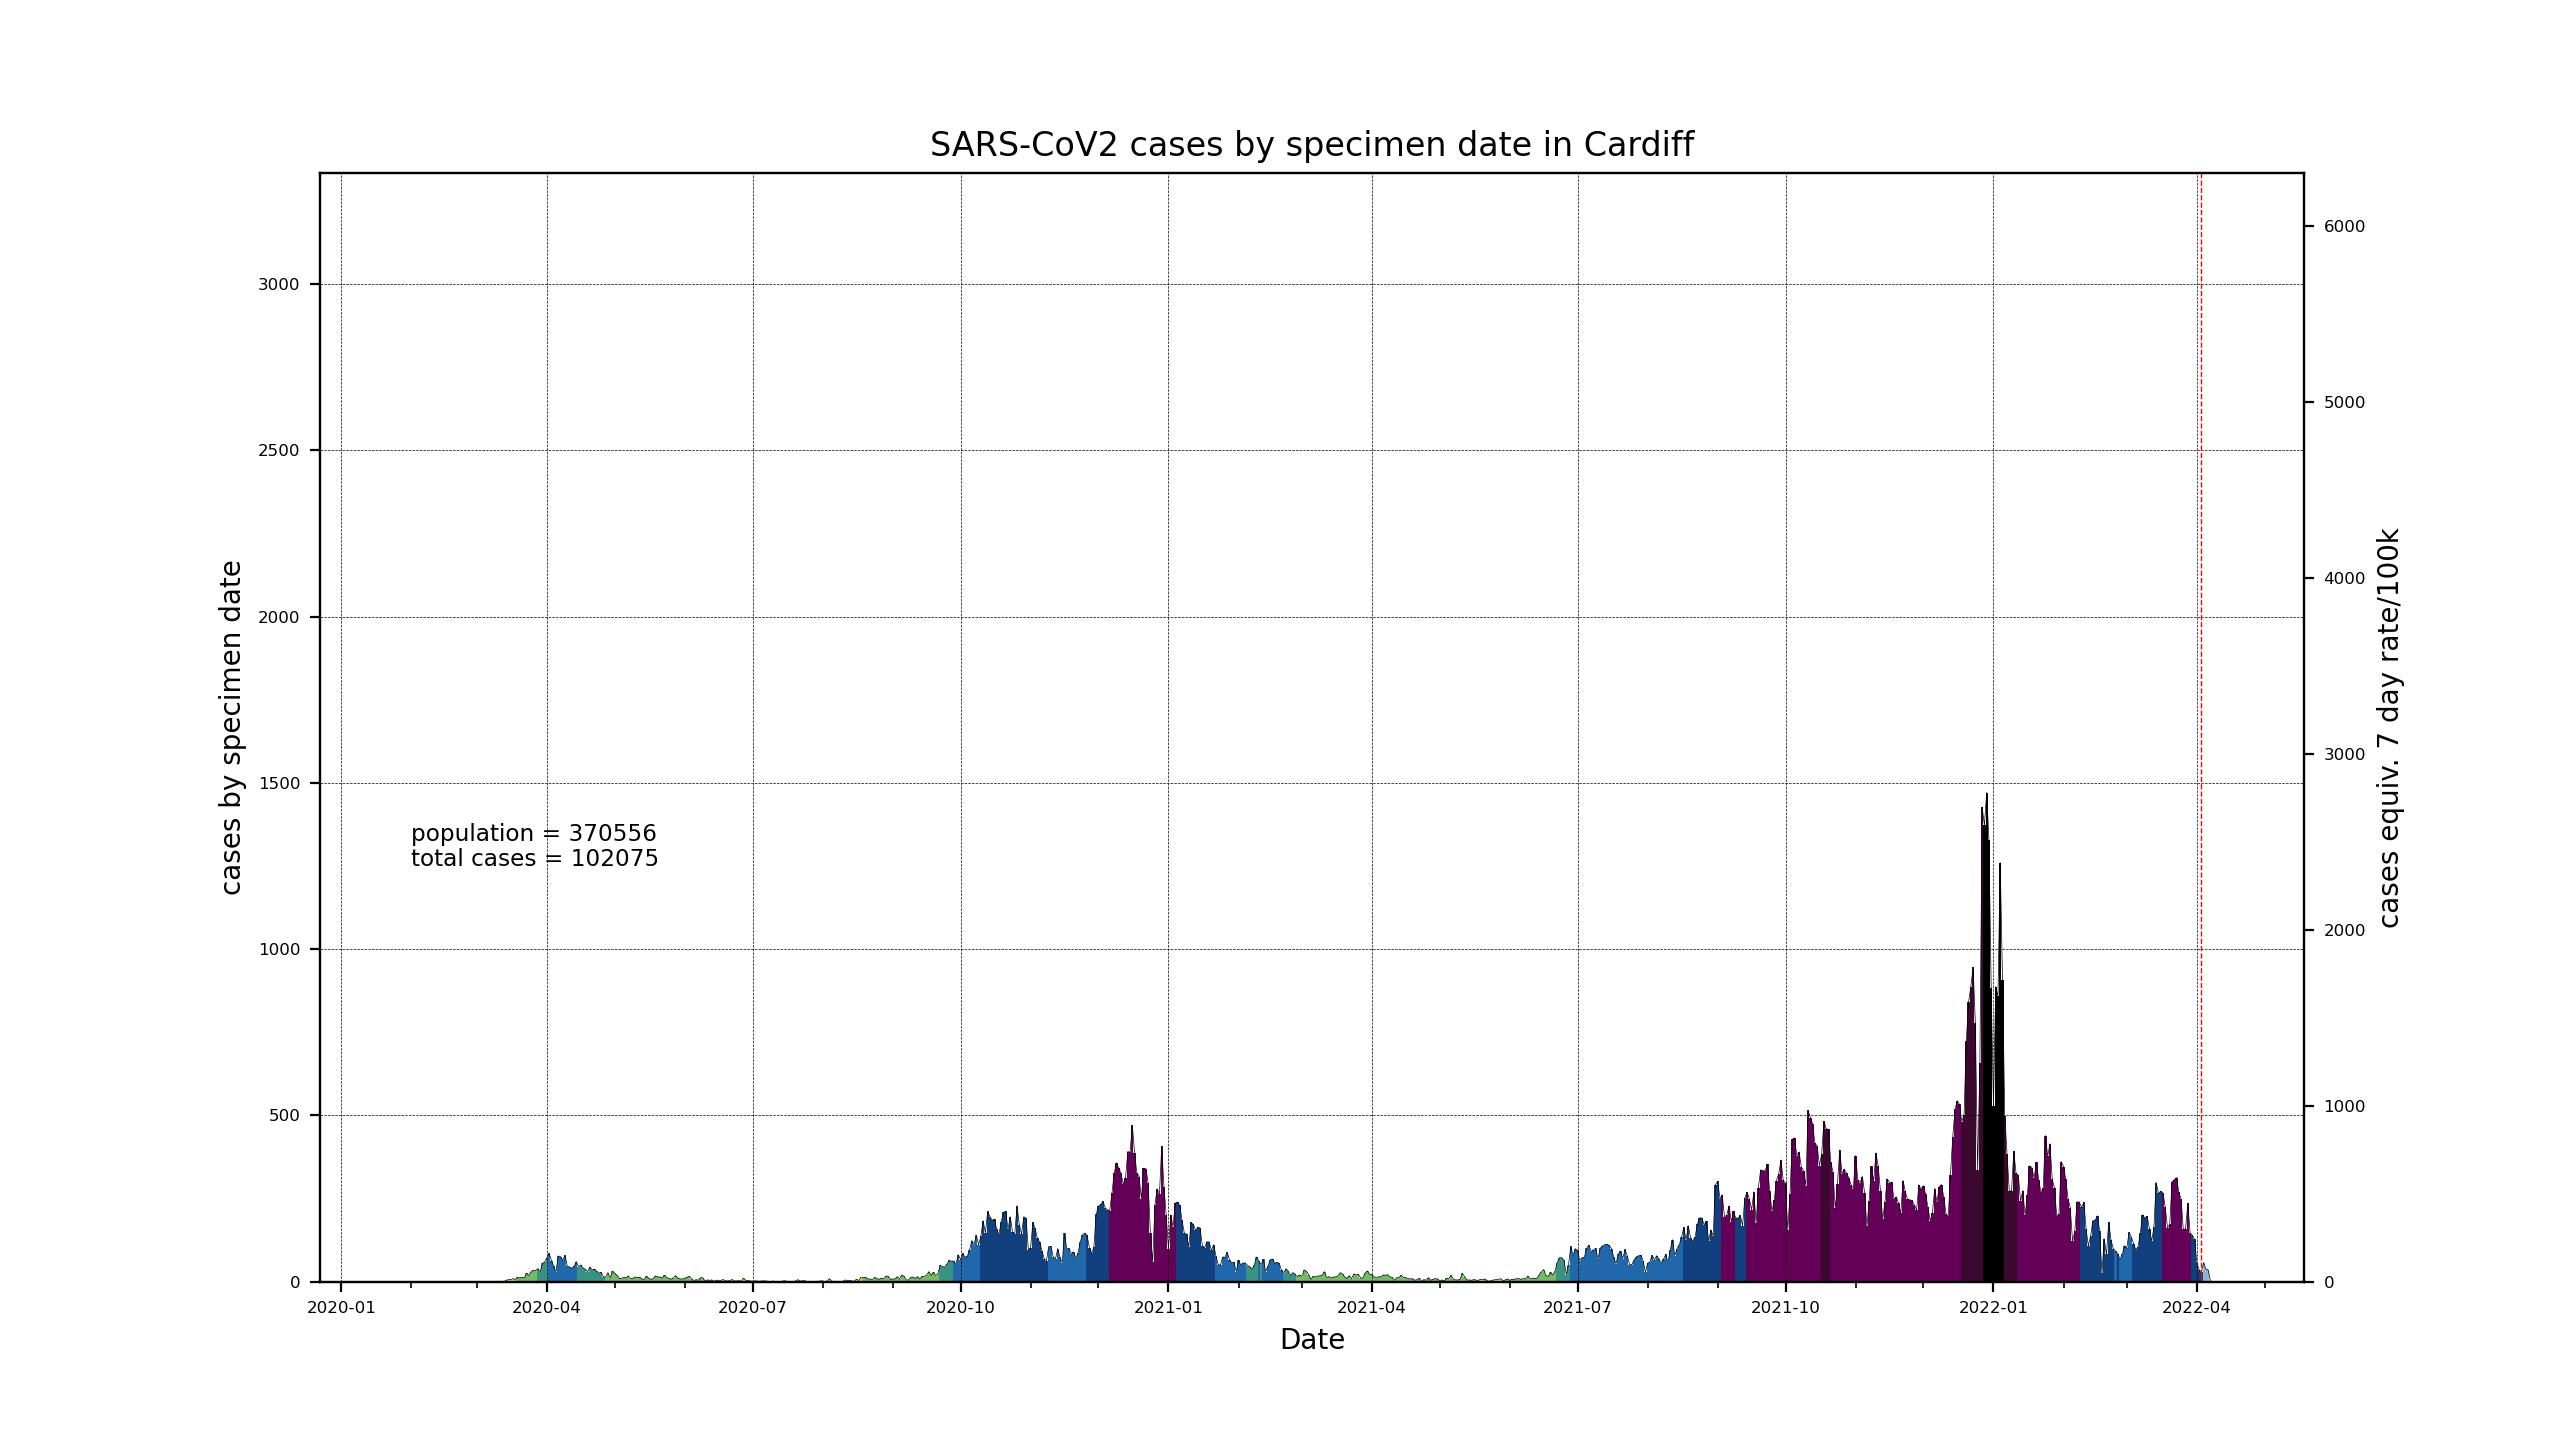 SARS-CoV2 cases by specimen date in Cardiff
cases by specimen date
3000
2500
2000
1500
1000
500
0
population = 370556
total cases = 102075
6000
5000
4000
3000
2000
1000
0
cases equiv. 7 day rate/100k
2020-01 2020-04 2020-07 2020-10 2021-01 2021-04 2021-07 2021-10 2022-01 2022-04
Date